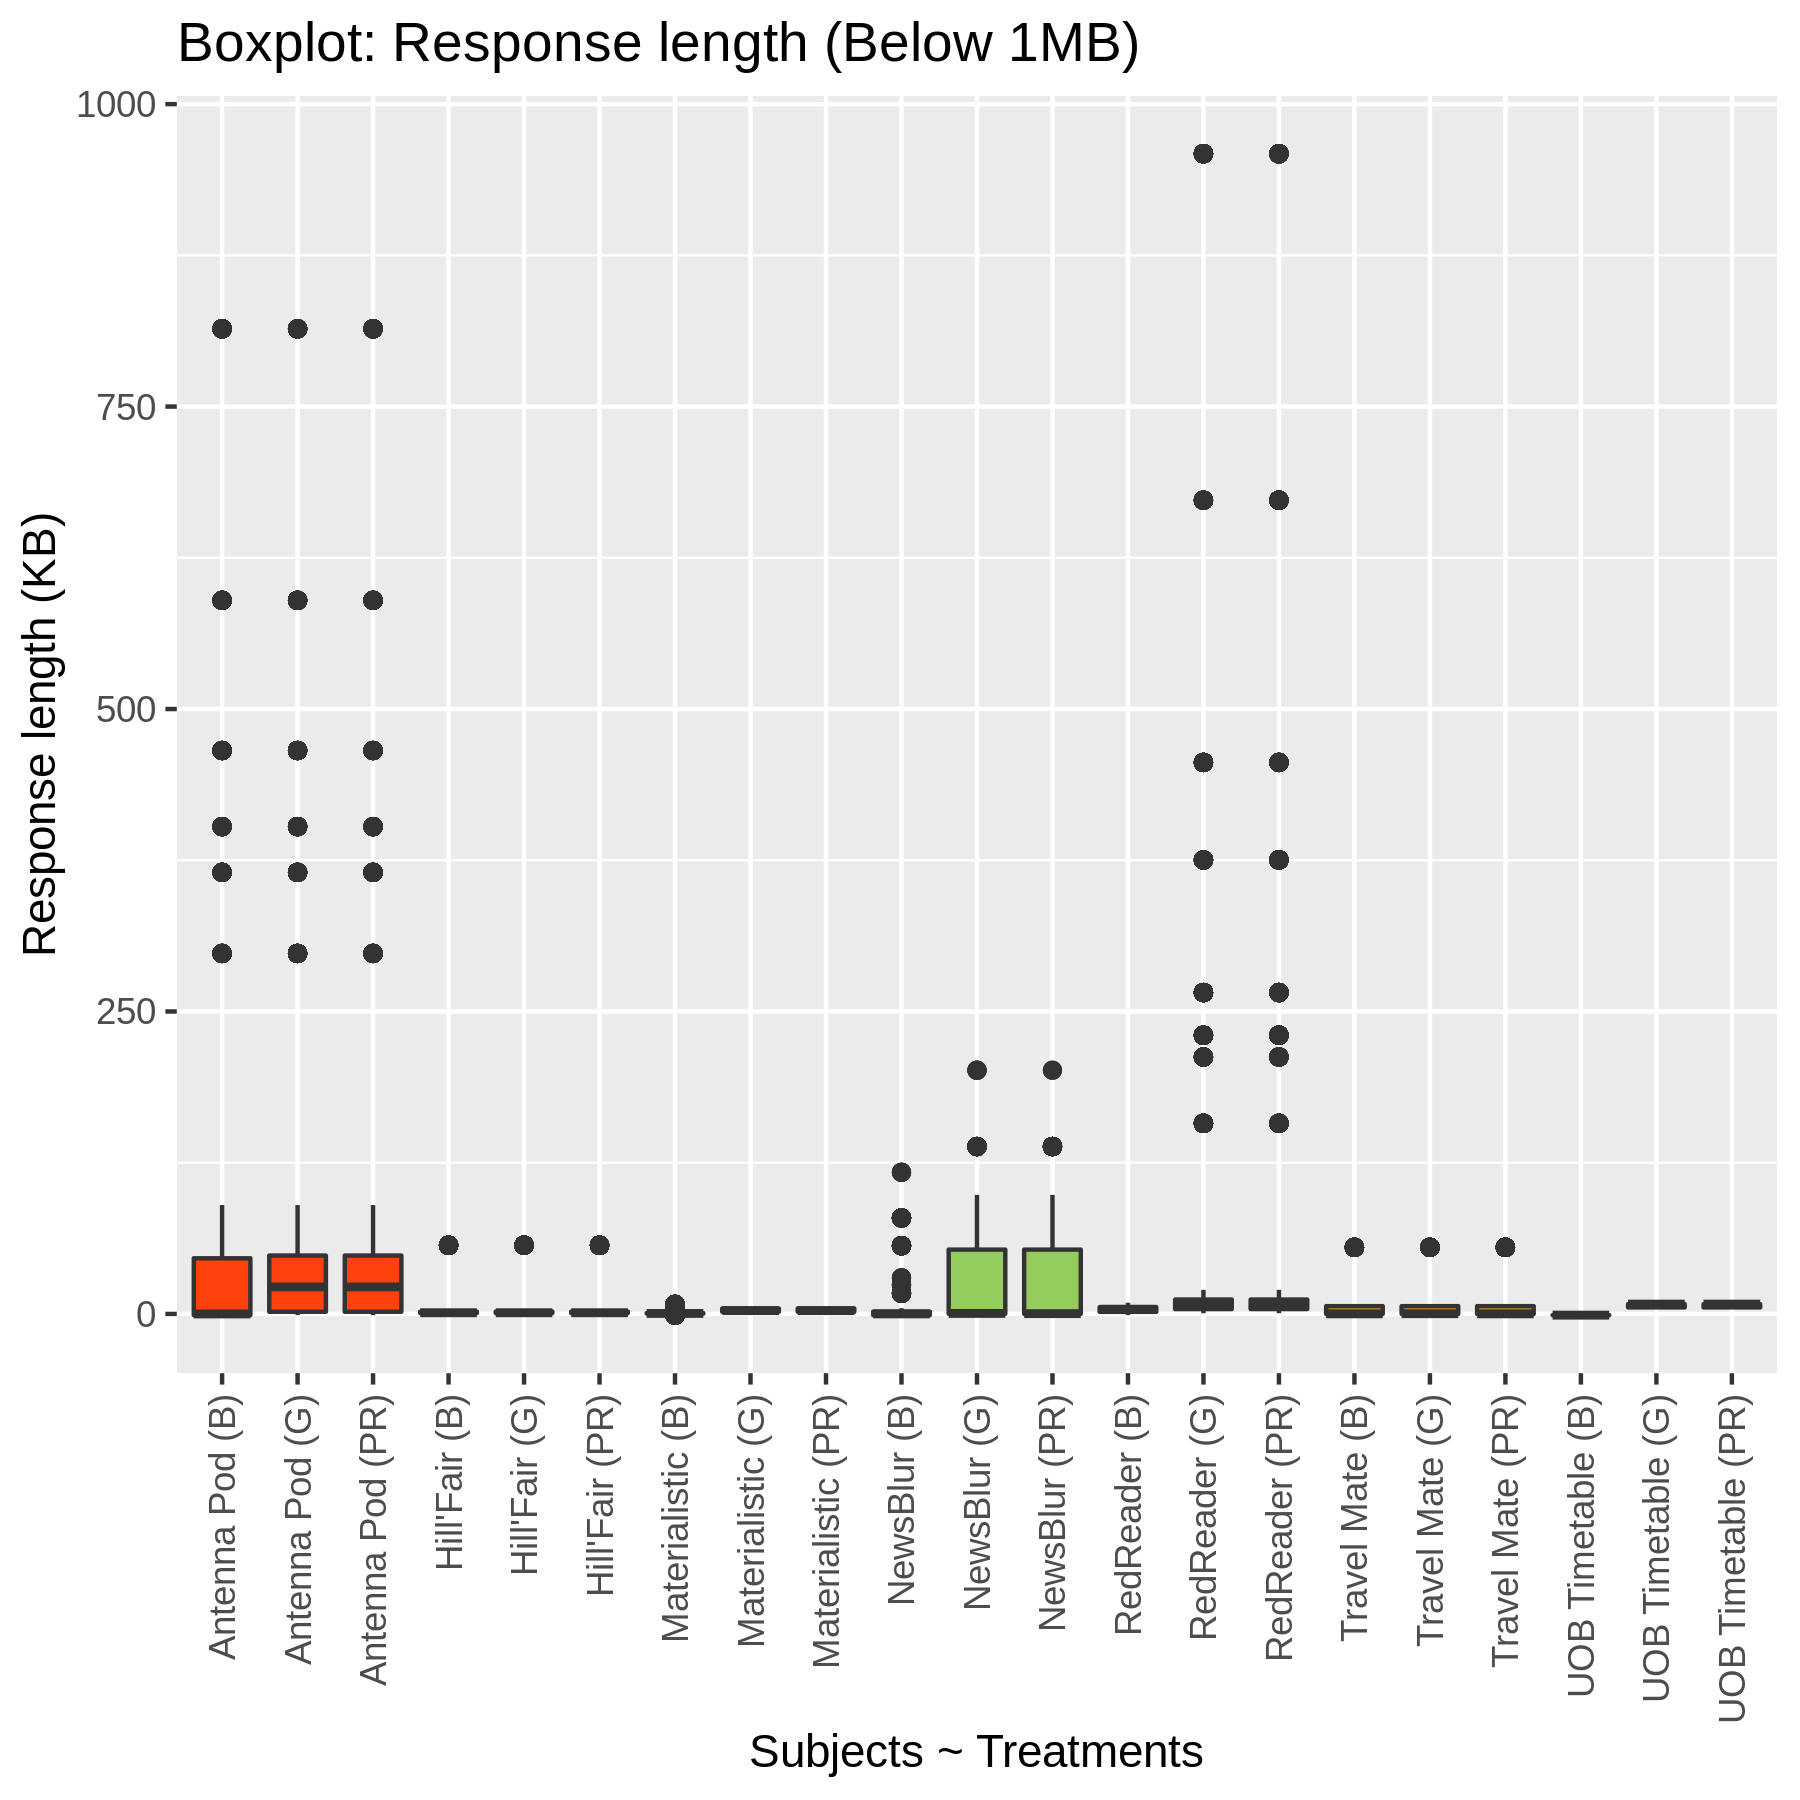 Boxplot: Response length (Below 1MB)
1000
750
500
250
0
Response length (KB)
Antenna Pod (B)
Antenna Pod (G)
Antenna Pod (PR)
Hill'Fair (B)
Hill'Fair (G)
Hill'Fair (PR)
Materialistic (B)
Materialistic (G)
Materialistic (PR)
NewsBlur (B)
NewsBlur (G)
NewsBlur (PR)
RedReader (B)
RedReader (G)
RedReader (PR)
Travel Mate (B)
Travel Mate (G)
Travel Mate (PR)
UOB Timetable (B)
UOB Timetable (G)
UOB Timetable (PR)
Subjects ~ Treatments